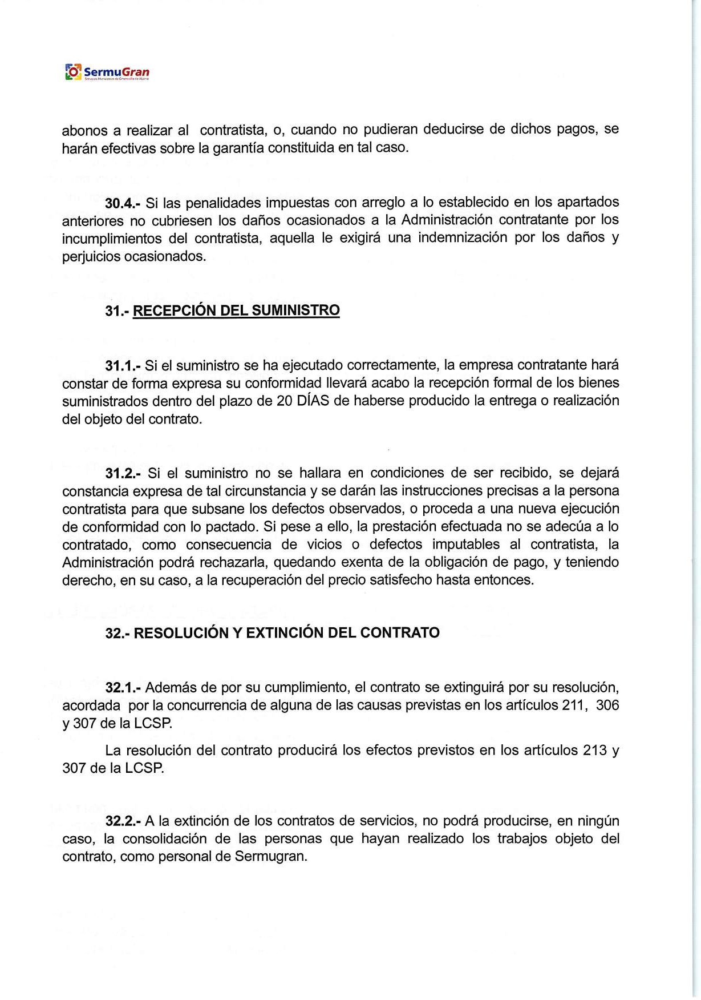 SermuGran
Servicios Municipales de Granadilla de Abona
abonos a realizar al contratista, o, cuando no pudieran deducirse de dichos pagos, se
harán efectivas sobre la garantía constituida en tal caso.
30.4.- Si las penalidades impuestas con arreglo a lo establecido en los apartados
anteriores no cubriesen los daños ocasionados a la Administración contratante por los
incumplimientos del contratista, aquella le exigirá una indemnización por los daños y
perjuicios ocasionados.
31.- RECEPCIÓN DEL SUMINISTRO
31.1.- Si el suministro se ha ejecutado correctamente, la empresa contratante hará
constar de forma expresa su conformidad llevará acabo la recepción formal de los bienes
suministrados dentro del plazo de 20 DÍAS de haberse producido la entrega o realización
del objeto del contrato.
31.2.- Si el suministro no se hallara en condiciones de ser recibido, se dejará
constancia expresa de tal circunstancia y se darán las instrucciones precisas a la persona
contratista para que subsane los defectos observados, o proceda a una nueva ejecución
de conformidad con lo pactado. Si pese a ello, la prestación efectuada no se adecúa a lo
contratado, como consecuencia de vicios o defectos imputables al contratista, la
Administración podrá rechazarla, quedando exenta de la obligación de pago, y teniendo
derecho, en su caso, a la recuperación del precio satisfecho hasta entonces.
32.- RESOLUCIÓN Y EXTINCIÓN DEL CONTRATO
32.1.- Además de por su cumplimiento, el contrato se extinguirá por su resolución,
acordada por la concurrencia de alguna de las causas previstas en los artículos 211, 306
y 307 de la LCSP.
La resolución del contrato producirá los efectos previstos en los artículos 213 y
307 de la LCSP.
32.2.- A la extinción de los contratos de servicios, no podrá producirse, en ningún
caso, la consolidación de las personas que hayan realizado los trabajos objeto del
contrato, como personal de Sermugran.